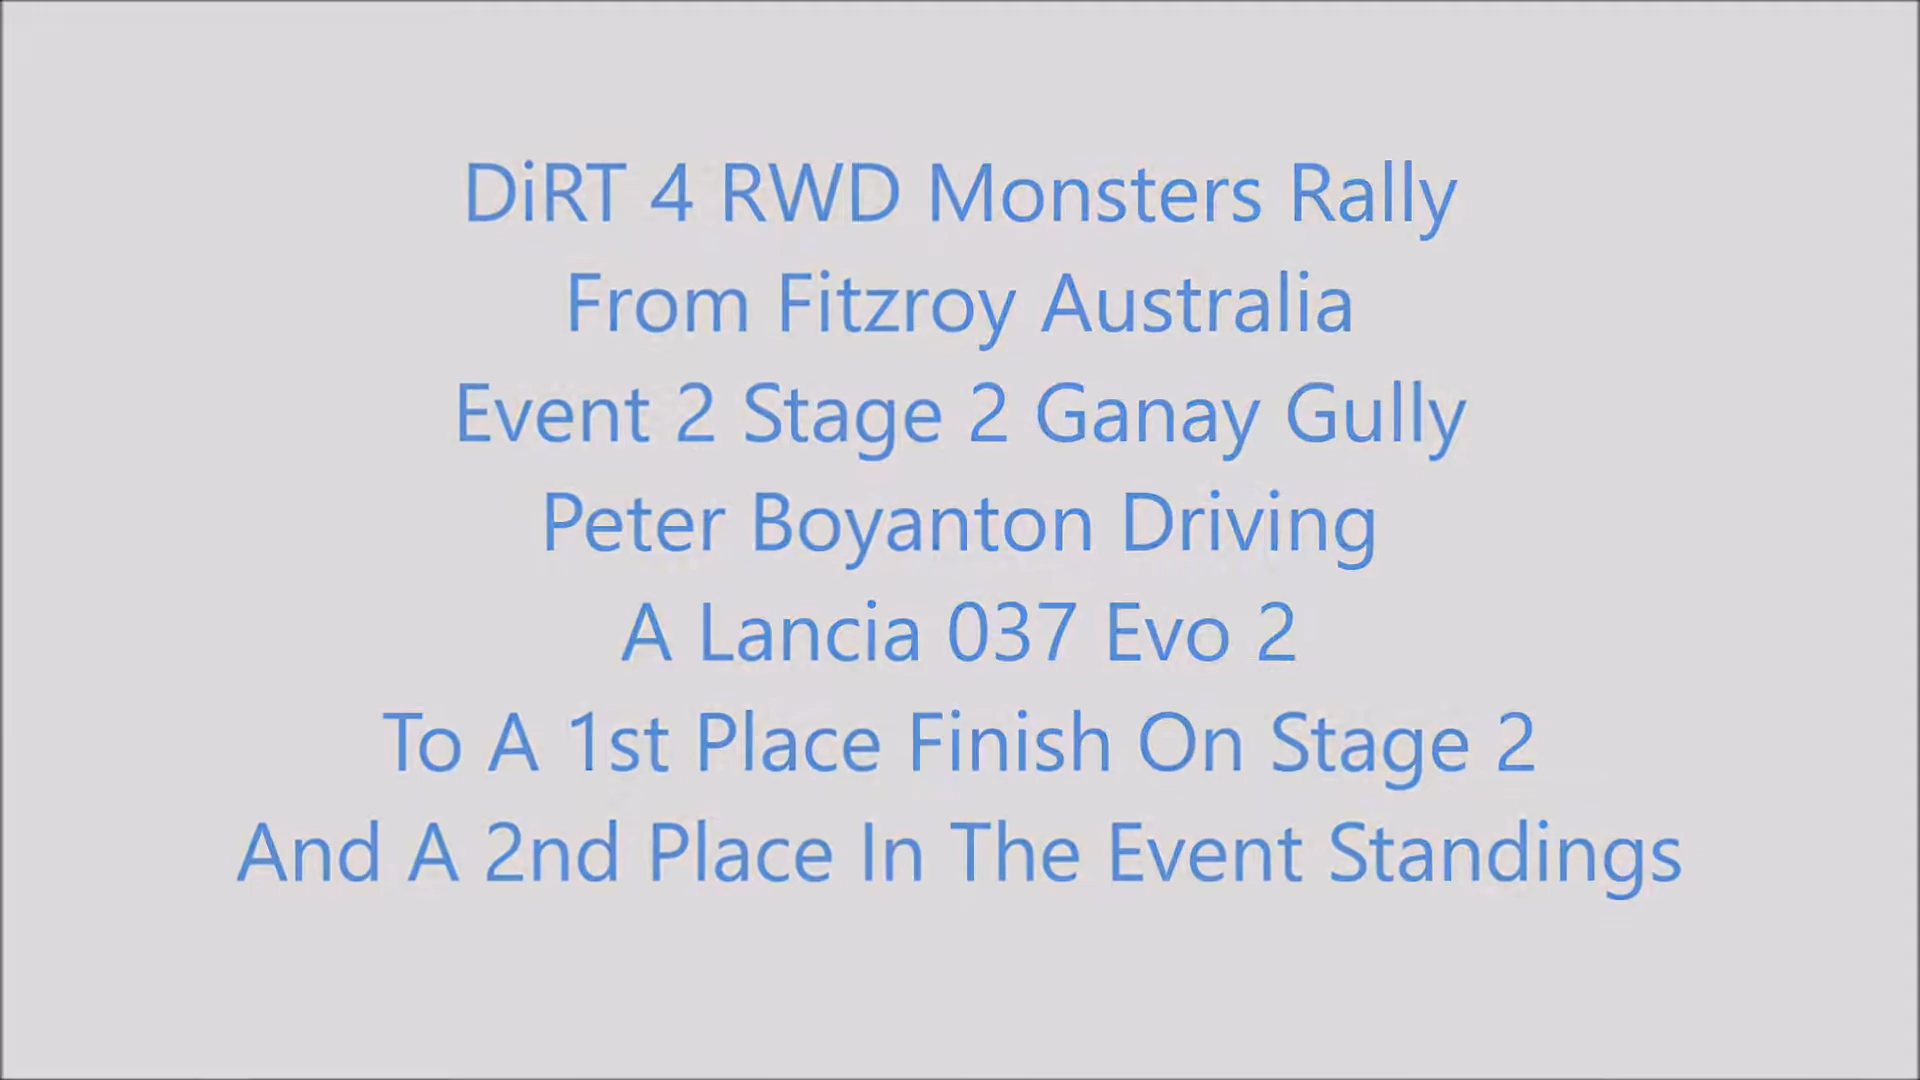 DiRT 4 RWD Monsters Rally
From Fitzroy Australia
Event 2 Stage 2 Ganay Gully
Peter Boyanton Driving
A Lancia 037 Evo 2
To A 1st Place Finish On Stage 2
And A 2nd Place In The Event Standings